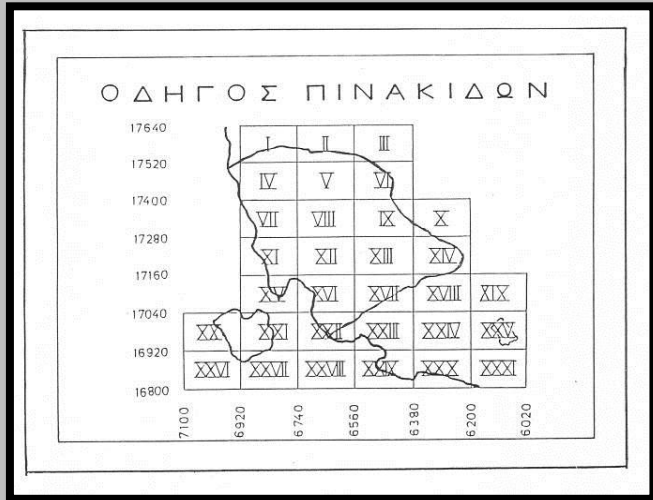 ΟΔΗΓΟΣ ΠΙΝΑΚΙΔΩΝ
17640
I II III
17520
IV V VI
17400
VII VIII IX X
17280
XI XII XIII XIV
17160
XV XVI XVII XVIII XIX
17040
XX XXI XXII XXIII XXIV XXV
16920
XXVI XXVII XXVIII XXIX XXX XXXI
16800
7100 6920 6740 6560 6380 6200 6020